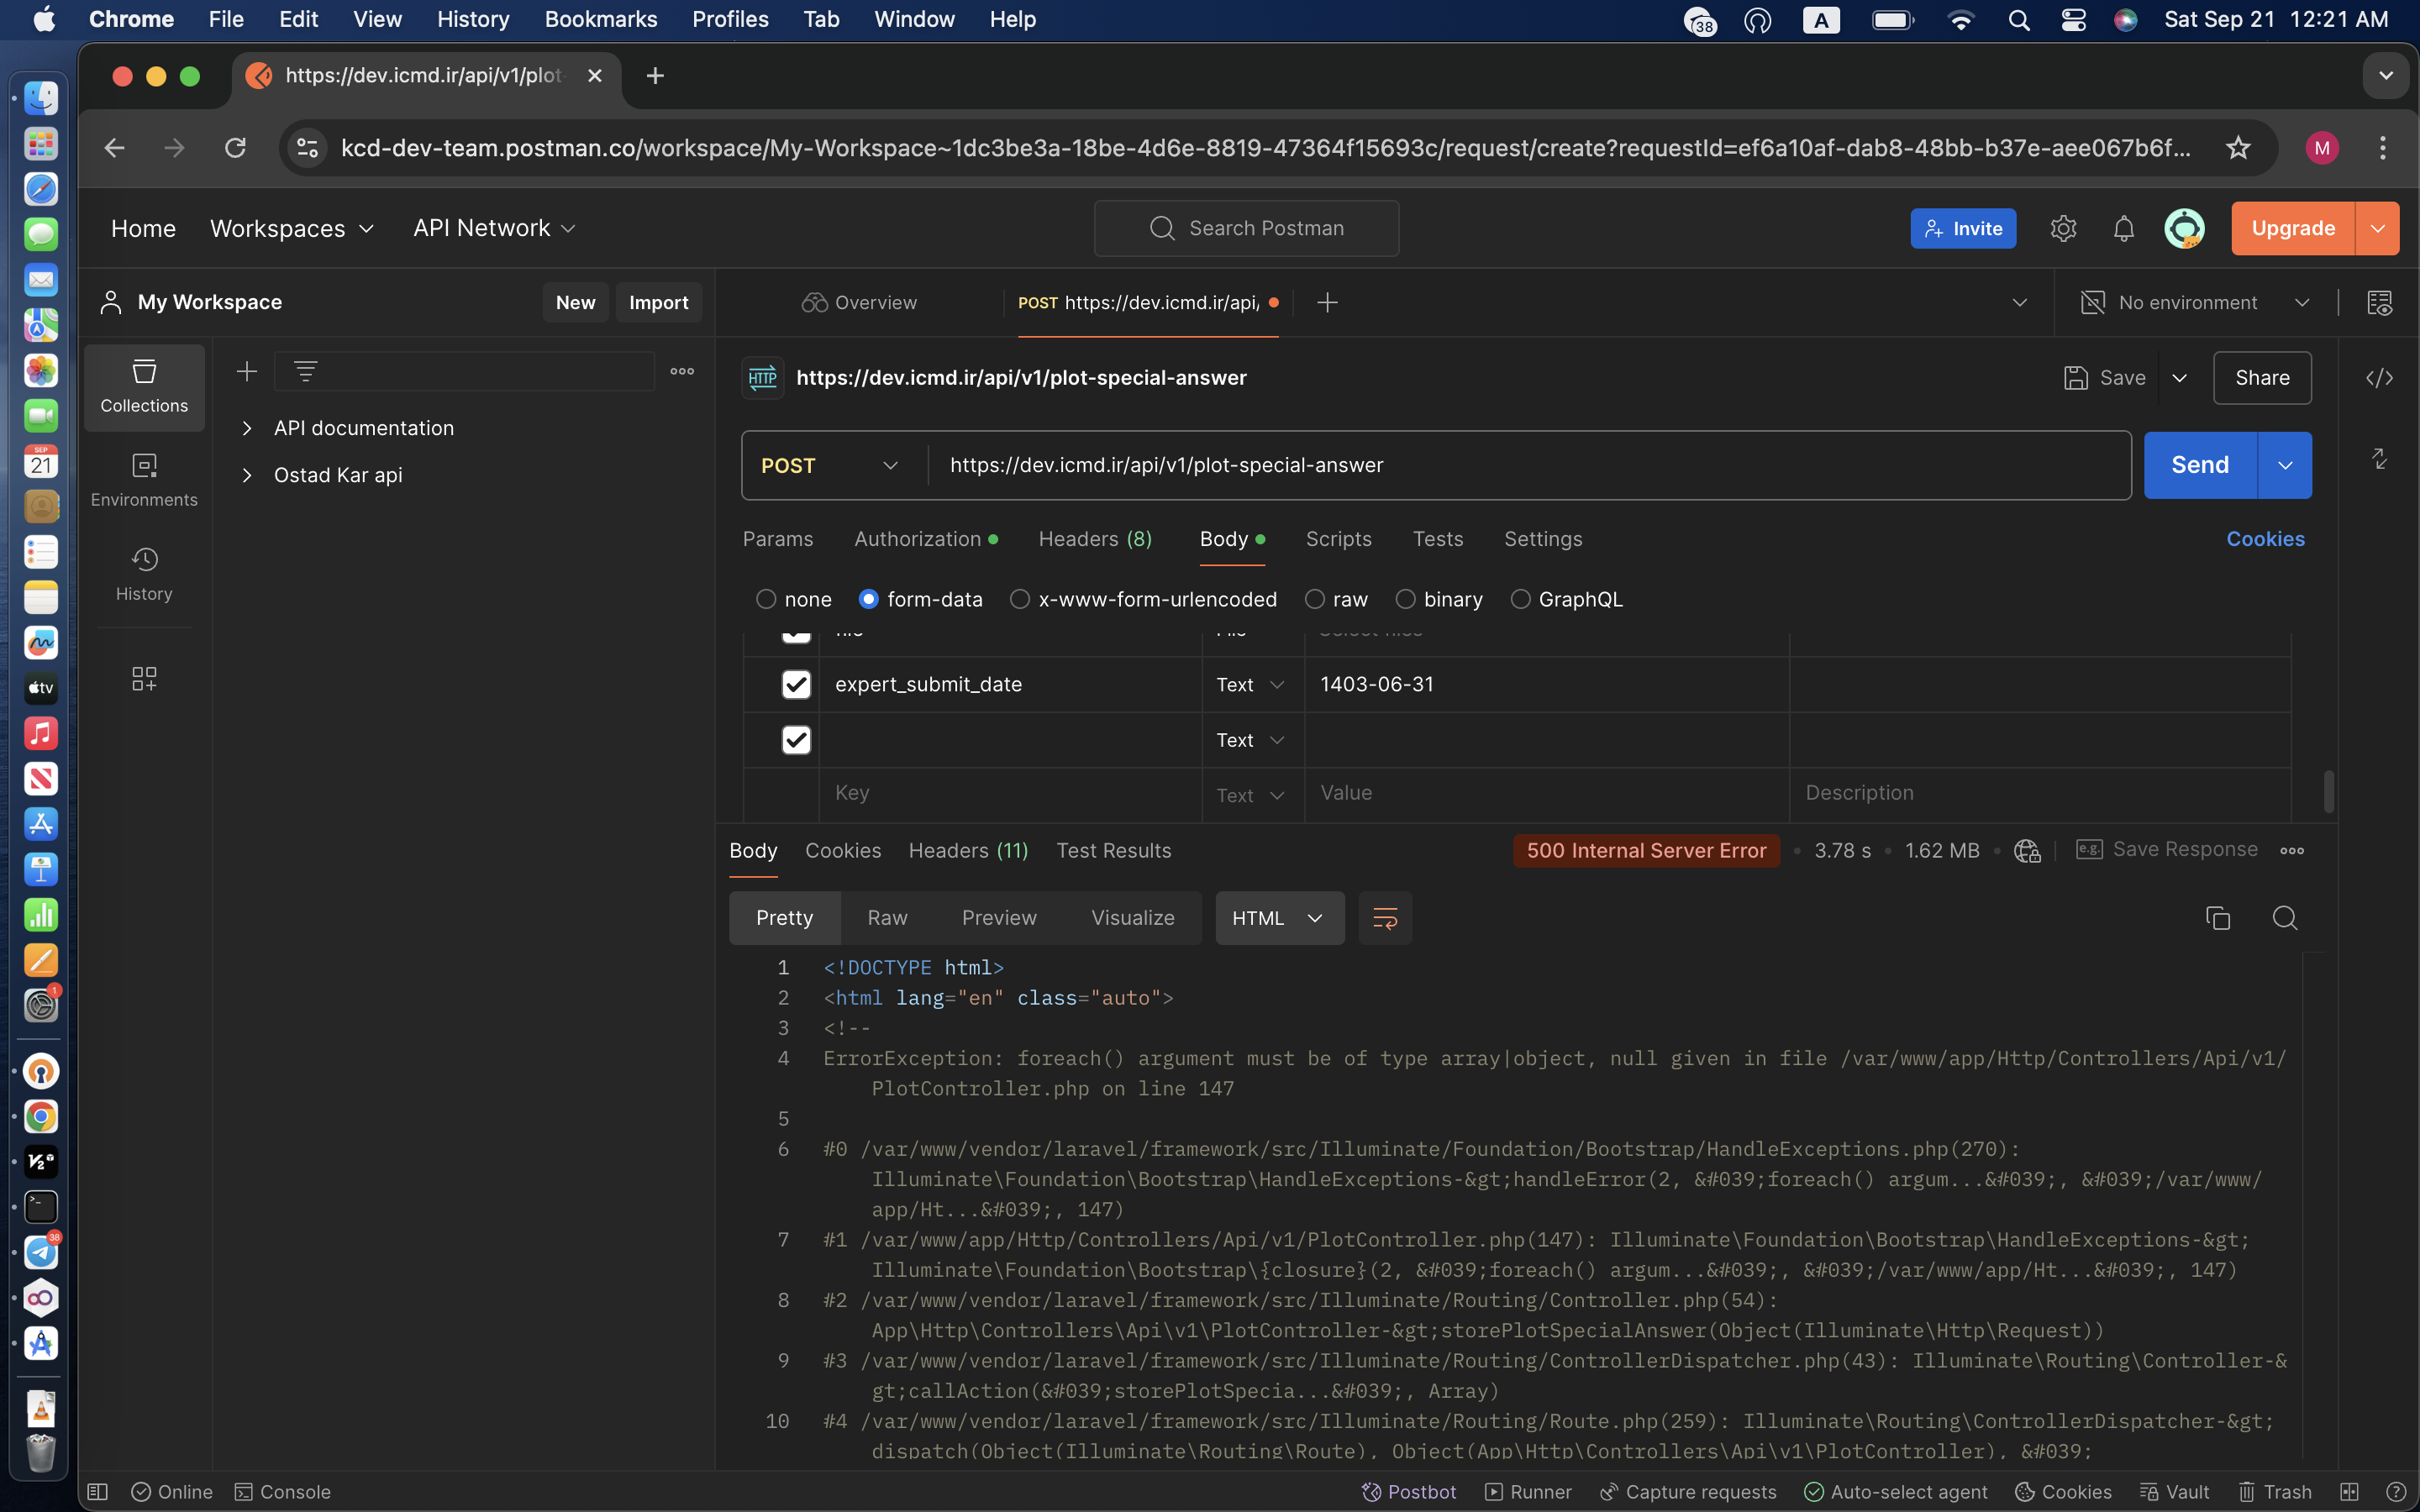 Chrome File Edit View History Bookmarks Profiles Tab Window Help 38 A Sat Sep 21 12:21 AM
https://dev.icmd.ir/api/v1/plot-
kcd-dev-team.postman.co/workspace/My-Workspace~1dc3be3a-18be-4d6e-8819-47364f15693c/request/create?requestId=ef6a10af-dab8-48bb-b37e-aee067b6f... M
Home Workspaces API Network Search Postman Invite Upgrade
My Workspace New Import Overview POST https://dev.icmd.ir/api/ No environment
Collections
Environments
History
API documentation
Ostad Kar api
HTTP https://dev.icmd.ir/api/v1/plot-special-answer Save Share
POST https://dev.icmd.ir/api/v1/plot-special-answer Send
Params Authorization Headers (8) Body Scripts Tests Settings Cookies
none form-data x-www-form-urlencoded raw binary GraphQL
file File Select files
expert_submit_date Text 1403-06-31
Text
Key Text Value Description
Body Cookies Headers (11) Test Results 500 Internal Server Error 3.78 s 1.62 MB e.g. Save Response
Pretty Raw Preview Visualize HTML
1 <!DOCTYPE html>
2 <html lang="en" class="auto">
3 <!--
4 ErrorException: foreach() argument must be of type array|object, null given in file /var/www/app/Http/Controllers/Api/v1/
PlotController.php on line 147
5
6 #0 /var/www/vendor/laravel/framework/src/Illuminate/Foundation/Bootstrap/HandleExceptions.php(270):
Illuminate\Foundation\Bootstrap\HandleExceptions-&gt;handleError(2, &#039;foreach() argum...&#039;, &#039;/var/www/
app/Ht...&#039;, 147)
7 #1 /var/www/app/Http/Controllers/Api/v1/PlotController.php(147): Illuminate\Foundation\Bootstrap\HandleExceptions-&gt;
Illuminate\Foundation\Bootstrap\{closure}(2, &#039;foreach() argum...&#039;, &#039;/var/www/app/Ht...&#039;, 147)
8 #2 /var/www/vendor/laravel/framework/src/Illuminate/Routing/Controller.php(54):
App\Http\Controllers\Api\v1\PlotController-&gt;storePlotSpecialAnswer(Object(Illuminate\Http\Request))
9 #3 /var/www/vendor/laravel/framework/src/Illuminate/Routing/ControllerDispatcher.php(43): Illuminate\Routing\Controller-&
gt;callAction(&#039;storePlotSpecia...&#039;, Array)
10 #4 /var/www/vendor/laravel/framework/src/Illuminate/Routing/Route.php(259): Illuminate\Routing\ControllerDispatcher-&gt;
dispatch(Object(Illuminate\Routing\Route), Object(App\Http\Controllers\Api\v1\PlotController), &#039;
Online Console Postbot Runner Capture requests Auto-select agent Cookies Vault Trash
SEP
21
tv
1
38